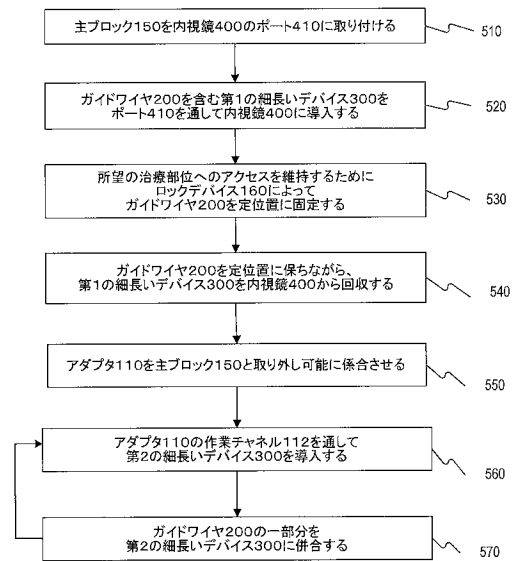 主ブロック150を内視鏡400のポート410に取り付ける
510
ガイドワイヤ200を含む第1の細長いデバイス300を
ポート410を通して内視鏡400に導入する
520
所望の治療部位へのアクセスを維持するために
ロックデバイス160によって
ガイドワイヤ200を定位置に固定する
530
ガイドワイヤ200を定位置に保ちながら、
第1の細長いデバイス300を内視鏡400から回収する
540
アダプタ110を主ブロック150と取り外し可能に係合させる
550
アダプタ110の作業チャネル112を通して
第2の細長いデバイス300を導入する
560
ガイドワイヤ200の一部分を
第2の細長いデバイス300に併合する
570